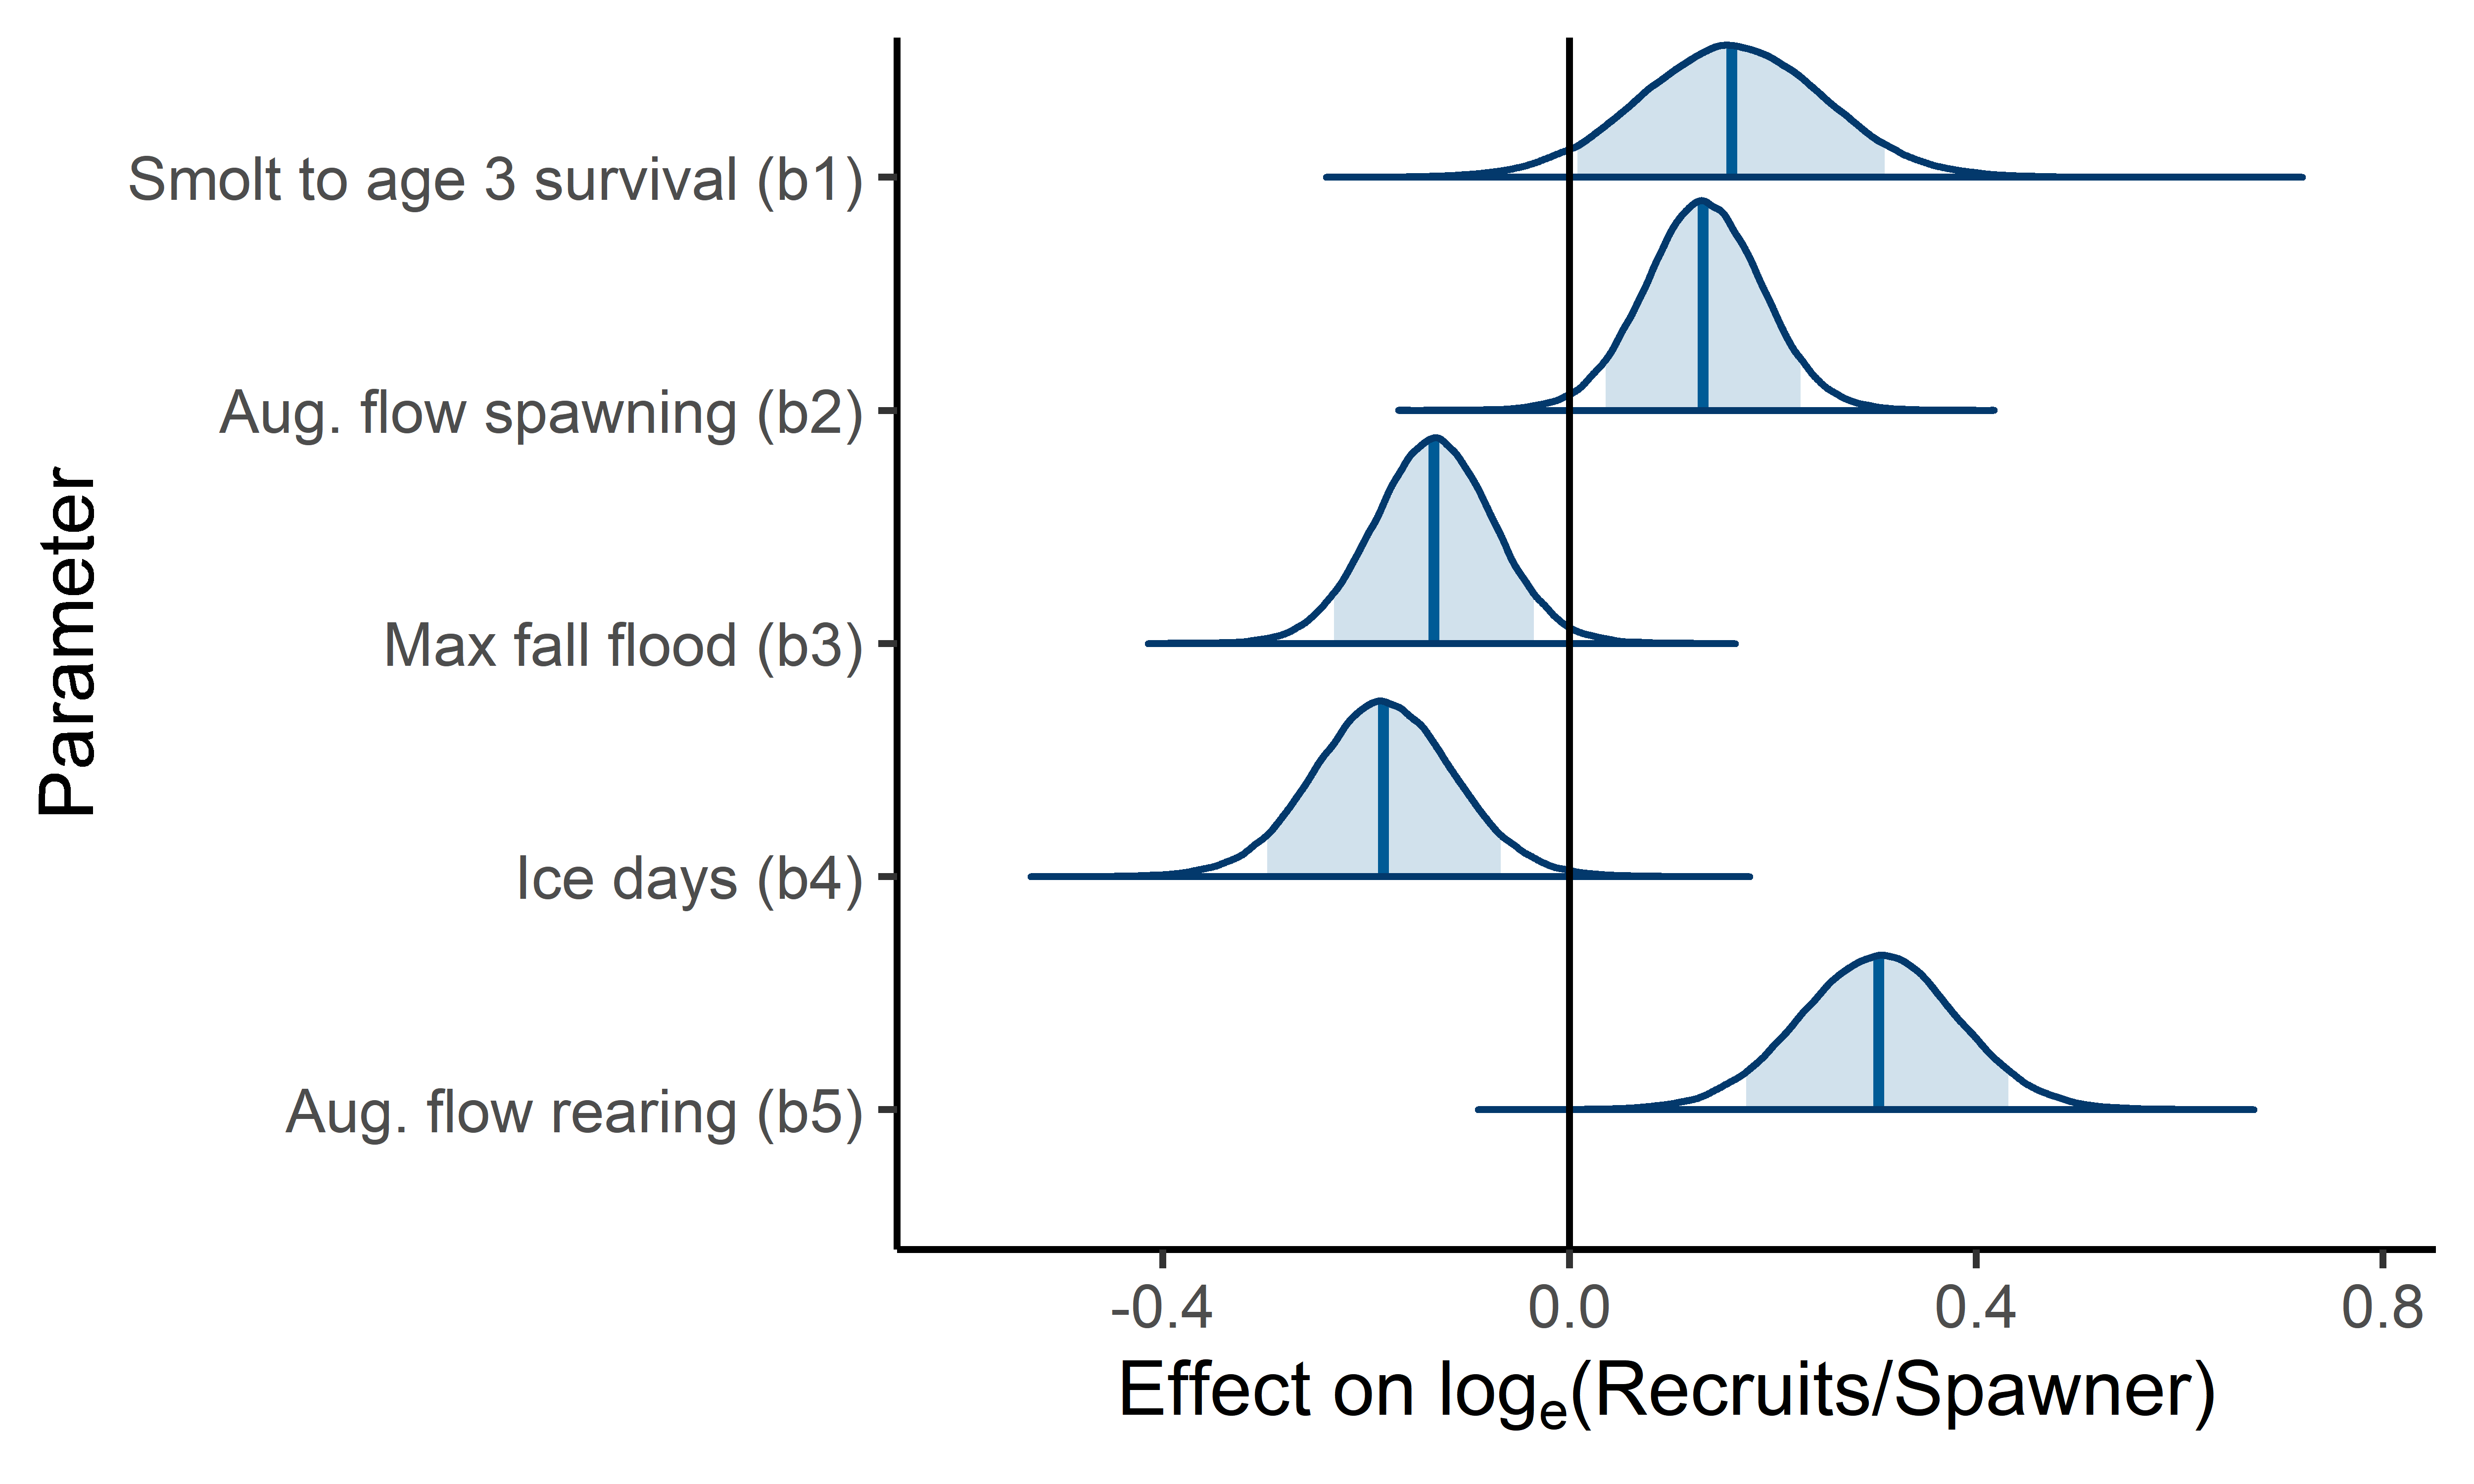 Parameter
Smolt to age 3 survival (b1)
Aug. flow spawning (b2)
Max fall flood (b3)
Ice days (b4)
Aug. flow rearing (b5)
-0.4 0.0 0.4 0.8
Effect on logₑ(Recruits/Spawner)